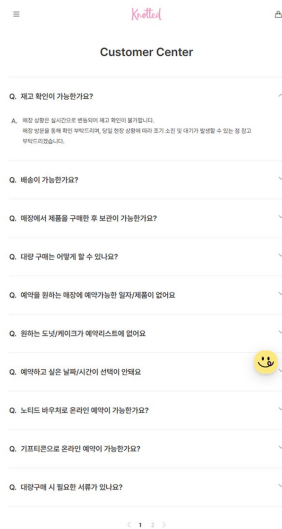 Knotted
Customer Center
Q. 재고 확인이 가능한가요?
A. 매장 상황은 실시간으로 변동되어 재고 확인이 불가합니다.
매장 방문을 통해 확인 부탁드리며, 당일 현장 상황에 따라 조기 소진 및 대기가 발생할 수 있는 점 참고
부탁드리겠습니다.
Q. 배송이 가능한가요?
Q. 매장에서 제품을 구매한 후 보관이 가능한가요?
Q. 대량 구매는 어떻게 할 수 있나요?
Q. 예약을 원하는 매장에 예약가능한 일자/제품이 없어요
Q. 원하는 도넛/케이크가 예약리스트에 없어요
Q. 예약하고 싶은 날짜/시간이 선택이 안돼요
Q. 노티드 바우처로 온라인 예약이 가능한가요?
Q. 기프티콘으로 온라인 예약이 가능한가요?
Q. 대량구매 시 필요한 서류가 있나요?
1 2